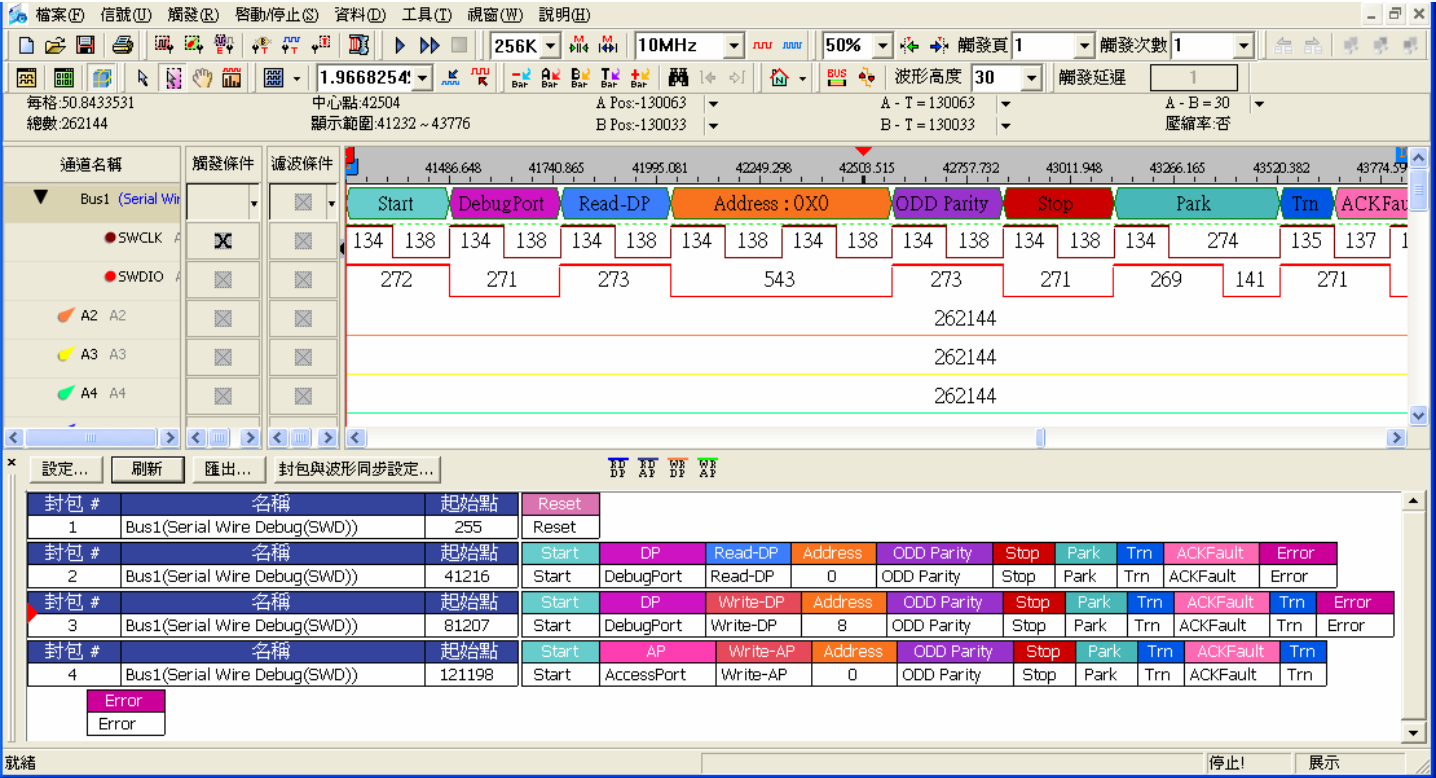 檔案(F) 信號(U) 觸發(R) 啓動/停止(S) 資料(D) 工具(T) 視窗(W) 說明(H)
256K 10MHz 50% 觸發頁 1 觸發次數 1
1.9668254 Bar Bar Bar Bar Bar BUS 波形高度 30 觸發延遲 1
每格:50.8433531 中心點:42504 A Pos:-130063 A - T = 130063 A - B = 30
總數:262144 顯示範圍:41232 ~ 43776 B Pos:-130033 B - T = 130033 壓縮率:否
通道名稱 觸發條件 濾波條件 41486.648 41740.865 41995.081 42249.298 42503.515 42757.732 43011.948 43266.165 43520.382 43774.59
Bus1 (Serial Wir Start DebugPort Read-DP Address : 0X0 ODD Parity Stop Park Trn ACKFau
SWCLK A 134 138 134 138 134 138 134 138 134 138 134 138 134 138 134 274 135 137 1
SWDIO A 272 271 273 543 273 271 269 141 271
A2 A2 262144
A3 A3 262144
A4 A4 262144
設定... 刷新 匯出... 封包與波形同步設定... RD DP RD AP WR DP WR AP
封包 # 名稱 起始點 Reset
1 Bus1(Serial Wire Debug(SWD)) 255 Reset
封包 # 名稱 起始點 Start DP Read-DP Address ODD Parity Stop Park Trn ACKFault Error
2 Bus1(Serial Wire Debug(SWD)) 41216 Start DebugPort Read-DP 0 ODD Parity Stop Park Trn ACKFault Error
封包 # 名稱 起始點 Start DP Write-DP Address ODD Parity Stop Park Trn ACKFault Trn Error
3 Bus1(Serial Wire Debug(SWD)) 81207 Start DebugPort Write-DP 8 ODD Parity Stop Park Trn ACKFault Trn Error
封包 # 名稱 起始點 Start AP Write-AP Address ODD Parity Stop Park Trn ACKFault Trn
4 Bus1(Serial Wire Debug(SWD)) 121198 Start AccessPort Write-AP 0 ODD Parity Stop Park Trn ACKFault Trn
Error
Error
就緒 停止! 展示